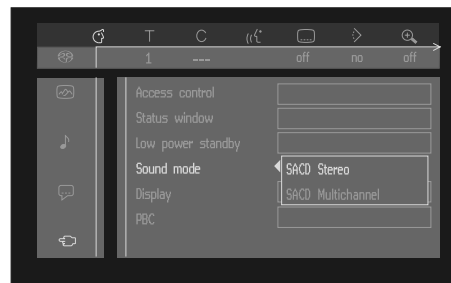 T C
1 --- off no off
Access control
Status window
Low power standby
Sound mode SACD Stereo
Display SACD Multichannel
PBC